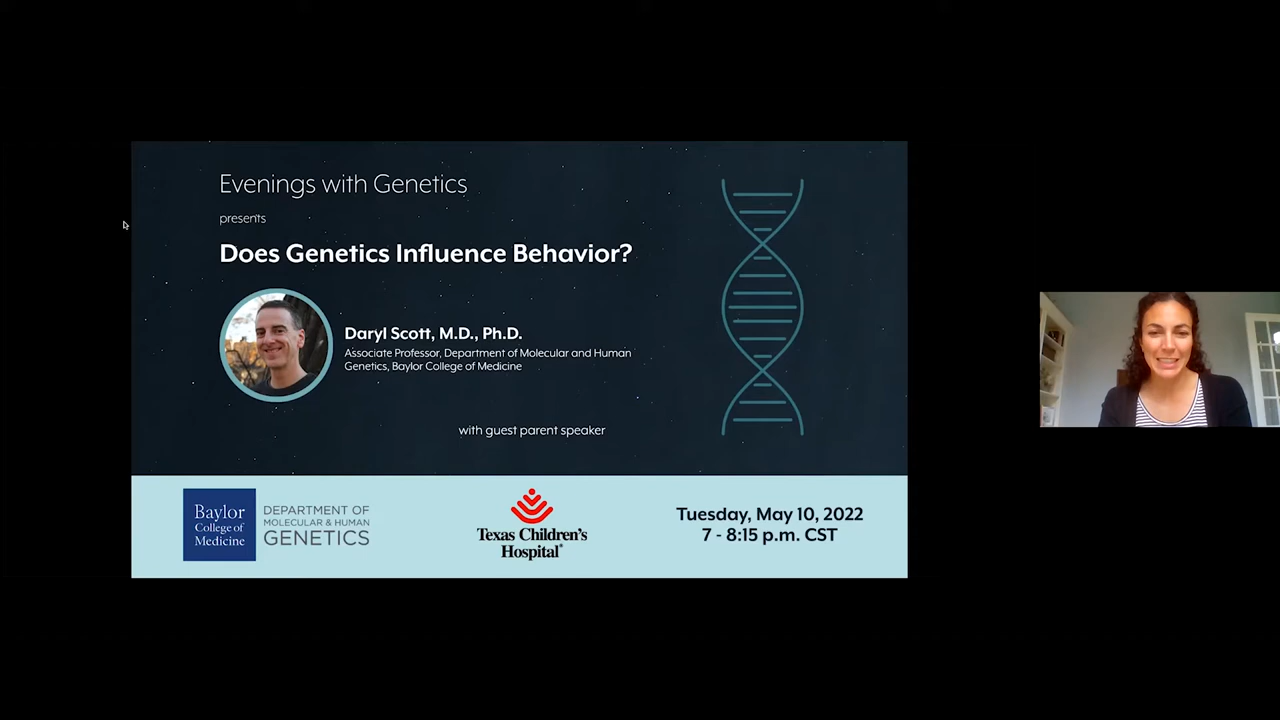 Evenings with Genetics
presents
Does Genetics Influence Behavior?
Daryl Scott, M.D., Ph.D.
Associate Professor, Department of Molecular and Human
Genetics, Baylor College of Medicine
with guest parent speaker
Baylor
College of
Medicine
DEPARTMENT OF
MOLECULAR & HUMAN
GENETICS
Texas Children's
Hospital®
Tuesday, May 10, 2022
7 - 8:15 p.m. CST